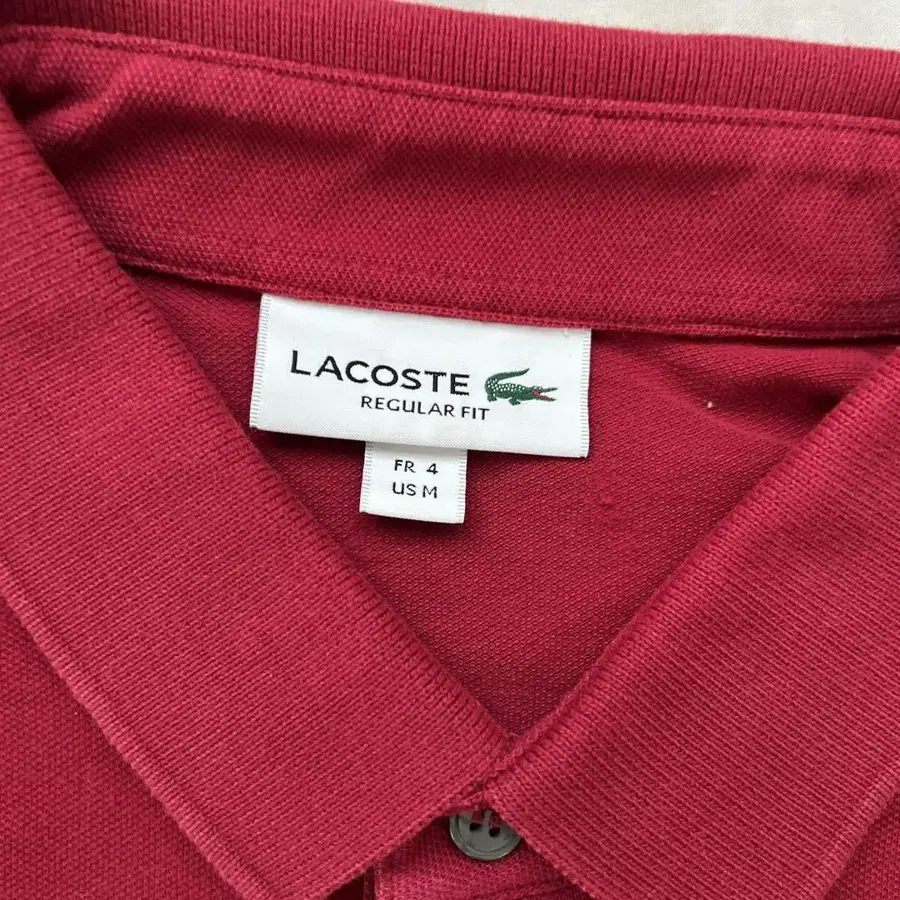 LACOSTE
REGULAR FIT
FR 4
US M